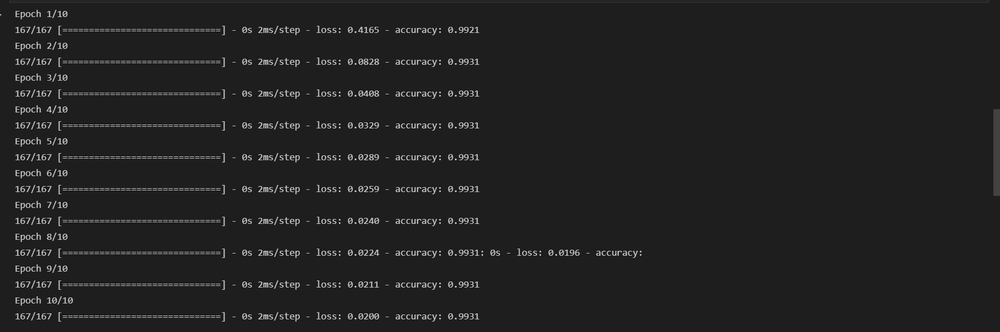 Epoch 1/10
167/167 [==============================] - 0s 2ms/step - loss: 0.4165 - accuracy: 0.9921
Epoch 2/10
167/167 [==============================] - 0s 2ms/step - loss: 0.0828 - accuracy: 0.9931
Epoch 3/10
167/167 [==============================] - 0s 2ms/step - loss: 0.0408 - accuracy: 0.9931
Epoch 4/10
167/167 [==============================] - 0s 2ms/step - loss: 0.0329 - accuracy: 0.9931
Epoch 5/10
167/167 [==============================] - 0s 2ms/step - loss: 0.0289 - accuracy: 0.9931
Epoch 6/10
167/167 [==============================] - 0s 2ms/step - loss: 0.0259 - accuracy: 0.9931
Epoch 7/10
167/167 [==============================] - 0s 2ms/step - loss: 0.0240 - accuracy: 0.9931
Epoch 8/10
167/167 [==============================] - 0s 2ms/step - loss: 0.0224 - accuracy: 0.9931: 0s - loss: 0.0196 - accuracy:
Epoch 9/10
167/167 [==============================] - 0s 2ms/step - loss: 0.0211 - accuracy: 0.9931
Epoch 10/10
167/167 [==============================] - 0s 2ms/step - loss: 0.0200 - accuracy: 0.9931